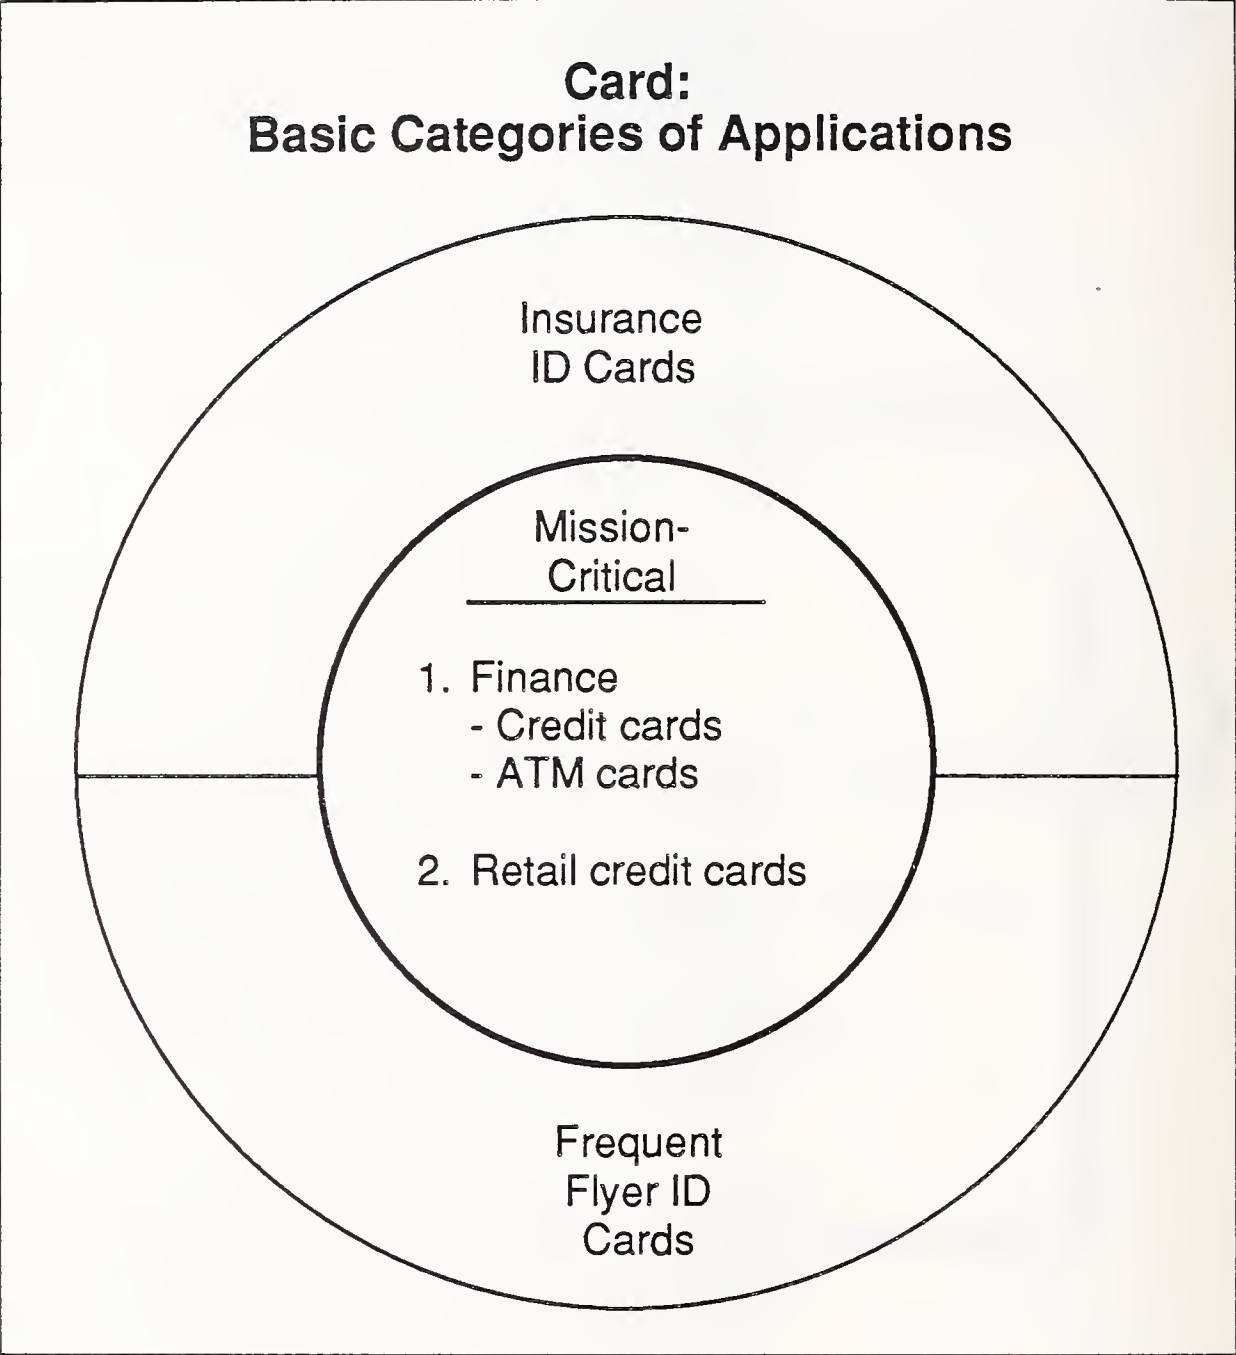 Card:
Basic Categories of Applications
Insurance
ID Cards
Mission-
Critical
1. Finance
- Credit cards
- ATM cards
2. Retail credit cards
Frequent
Flyer ID
Cards